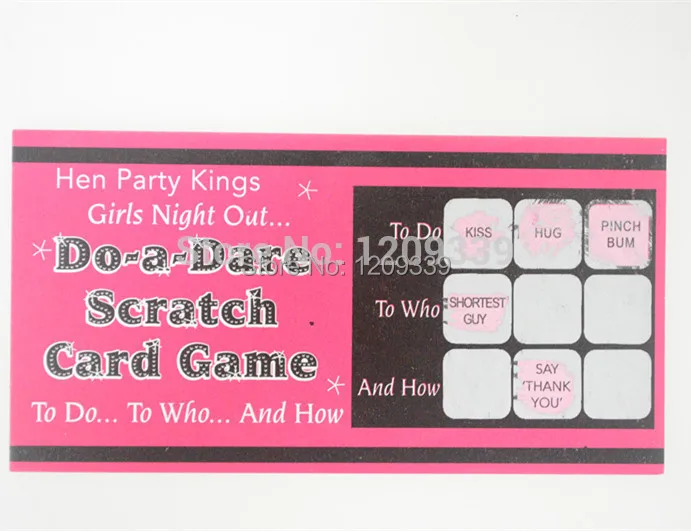 Hen Party Kings
Girls Night Out...
Do-a-Dare
Scratch
Card Game
To Do... To Who... And How
To Do
KISS
HUG
PINCH
BUM
To Who
SHORTEST
GUY
And How
SAY
'THANK
YOU'
Store No: 1209339
Store No: 1209339